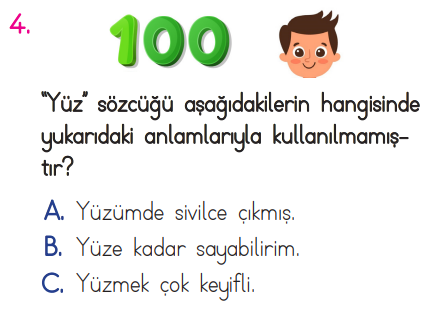 4.
100
"Yüz" sözcüğü aşağıdakilerin hangisinde
yukarıdaki anlamlarıyla kullanılmamış-
tır?
A. Yüzümde sivilce çıkmış.
B. Yüze kadar sayabilirim.
C. Yüzmek çok keyifli.